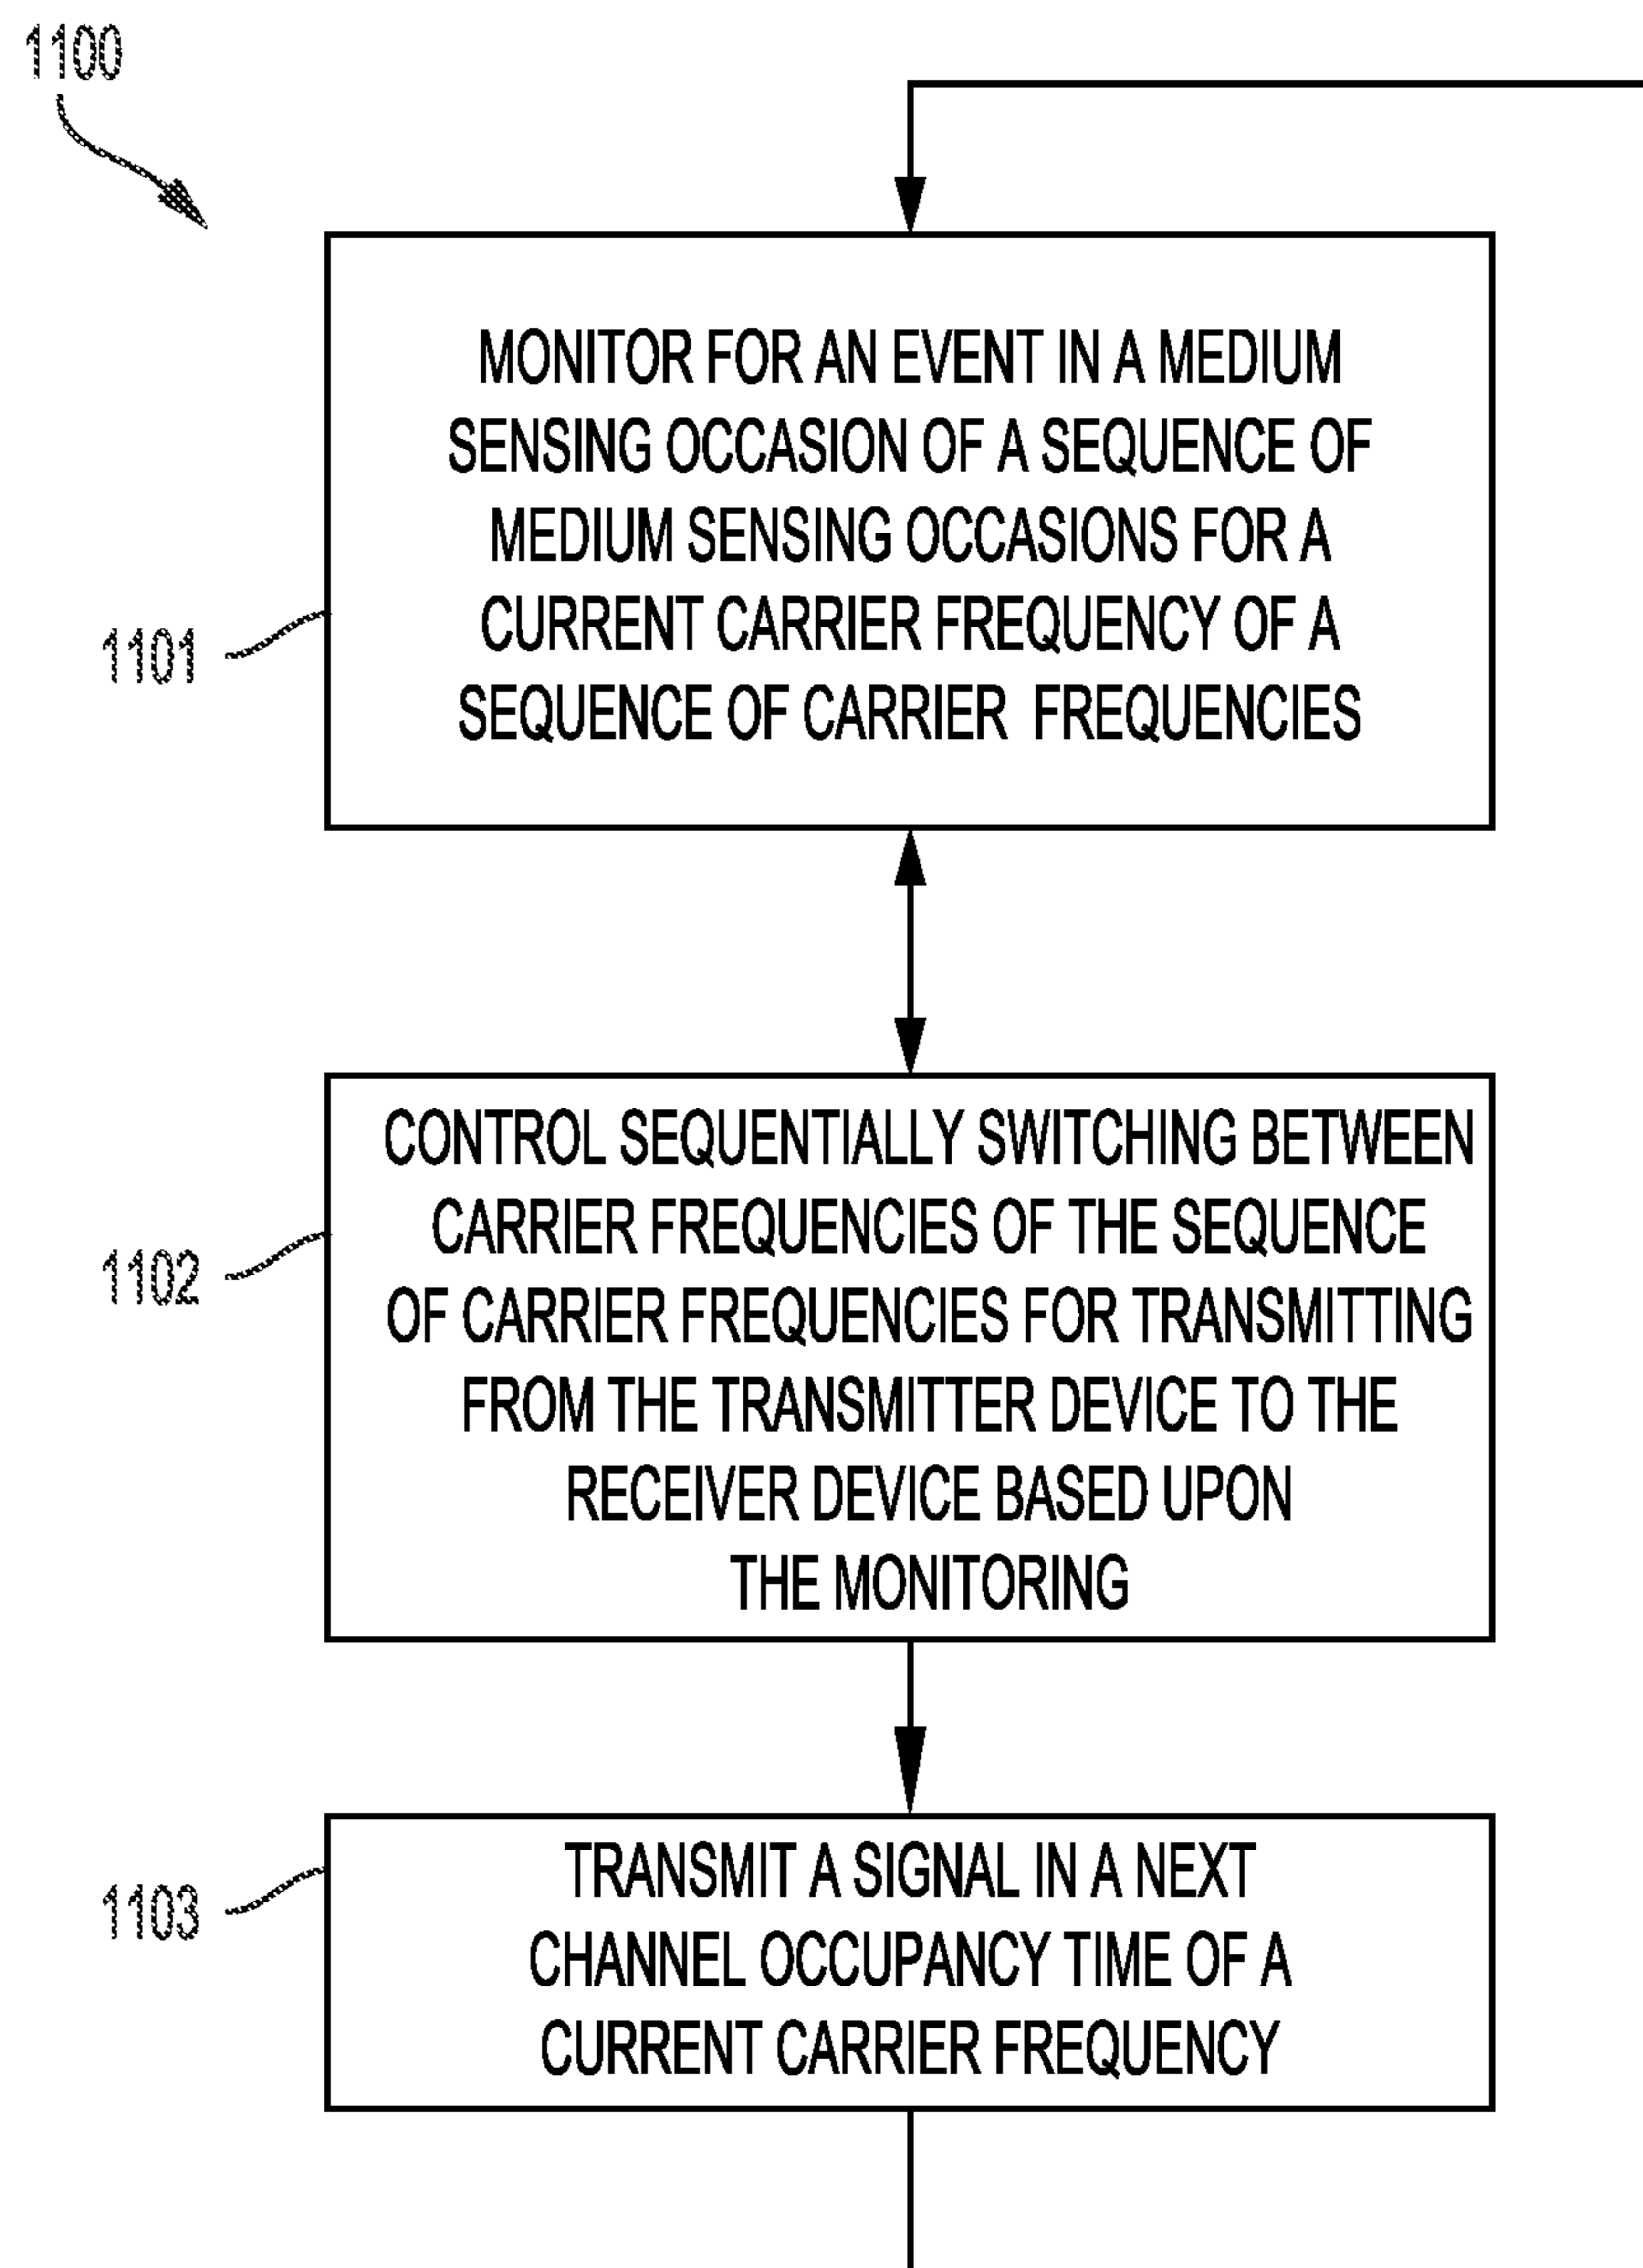 1100
MONITOR FOR AN EVENT IN A MEDIUM
SENSING OCCASION OF A SEQUENCE OF
MEDIUM SENSING OCCASIONS FOR A
CURRENT CARRIER FREQUENCY OF A
SEQUENCE OF CARRIER FREQUENCIES
1101
CONTROL SEQUENTIALLY SWITCHING BETWEEN
CARRIER FREQUENCIES OF THE SEQUENCE
OF CARRIER FREQUENCIES FOR TRANSMITTING
FROM THE TRANSMITTER DEVICE TO THE
RECEIVER DEVICE BASED UPON
THE MONITORING
1102
TRANSMIT A SIGNAL IN A NEXT
CHANNEL OCCUPANCY TIME OF A
CURRENT CARRIER FREQUENCY
1103